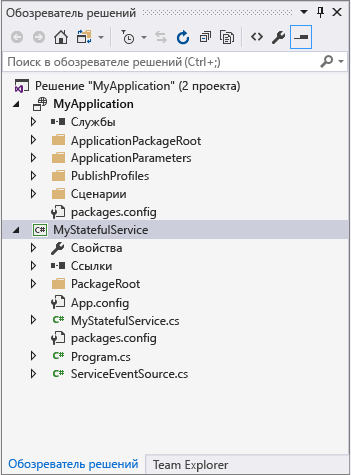 Обозреватель решений
Поиск в обозревателе решений (Ctrl+;)
Решение "MyApplication" (2 проекта)
MyApplication
Службы
ApplicationPackageRoot
ApplicationParameters
PublishProfiles
Сценарии
packages.config
C# MyStatefulService
Свойства
Ссылки
PackageRoot
App.config
C# MyStatefulService.cs
packages.config
C# Program.cs
C# ServiceEventSource.cs
Обозреватель решений Team Explorer